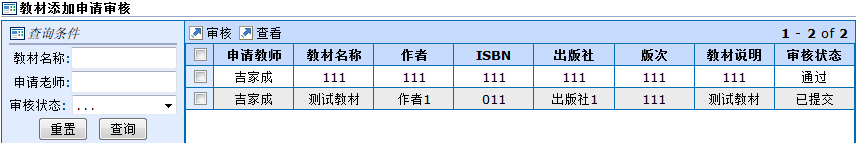 教材添加申请审核
查询条件
教材名称:
申请老师:
审核状态: ...
重置 查询
审核 查看 1 - 2 of 2
申请教师 教材名称 作者 ISBN 出版社 版次 教材说明 审核状态
吉家成 111 111 111 111 111 111 通过
吉家成 测试教材 作者1 011 出版社1 111 测试教材 已提交